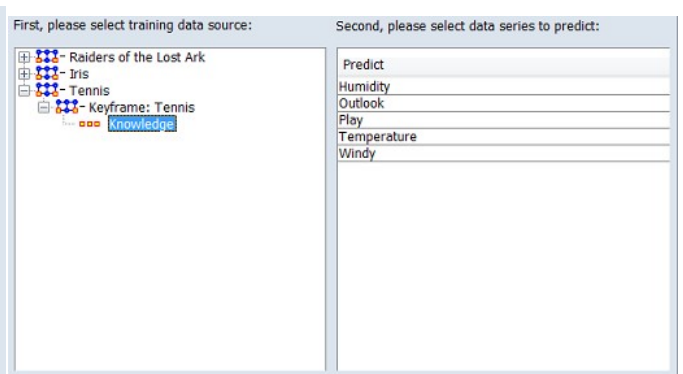 First, please select training data source:
- Raiders of the Lost Ark
- Iris
- Tennis
- Keyframe: Tennis
Knowledge
Second, please select data series to predict:
Predict
Humidity
Outlook
Play
Temperature
Windy